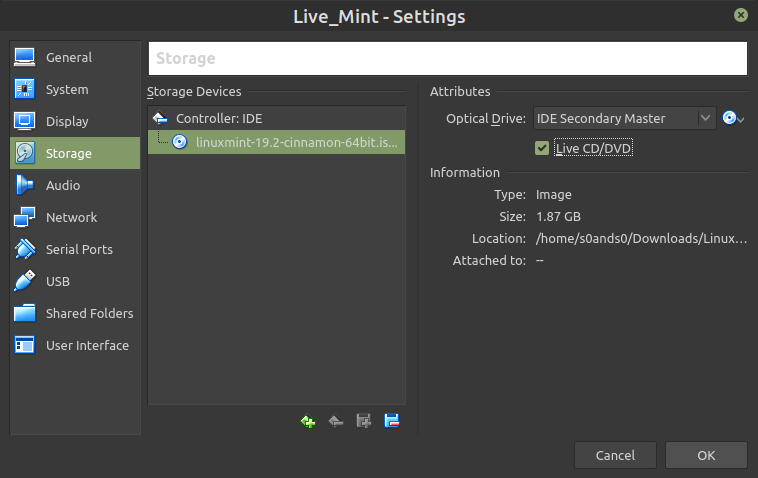 Live_Mint - Settings
General
System
Display
Storage
Audio
Network
Serial Ports
USB
Shared Folders
User Interface
Storage
Storage Devices
Controller: IDE
linuxmint-19.2-cinnamon-64bit.is...
Attributes
Optical Drive: IDE Secondary Master
Live CD/DVD
Information
Type: Image
Size: 1.87 GB
Location: /home/s0ands0/Downloads/Linux...
Attached to: --
Cancel
OK